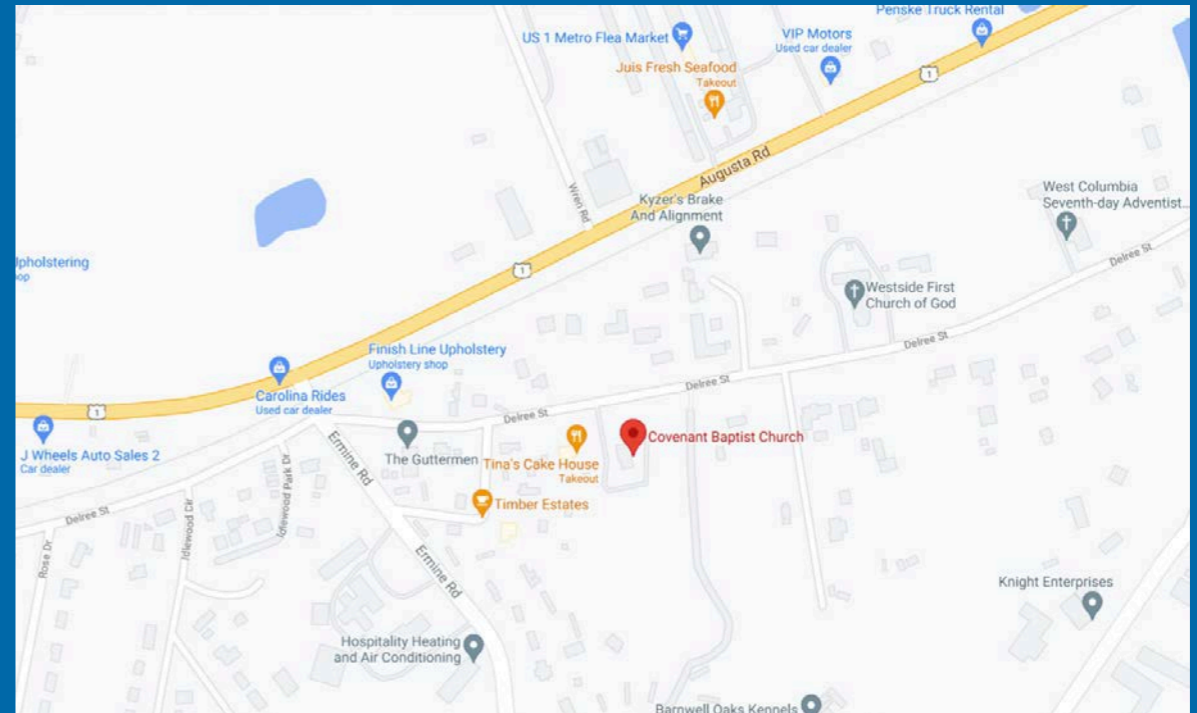 Penske Truck Rental
US 1 Metro Flea Market
VIP Motors
Used car dealer
Juis Fresh Seafood
Takeout
1
Augusta Rd
Wren Rd
Kyzer's Brake
And Alignment
West Columbia
Seventh-day Adventist...
Delree St
pholstering
op
1
Westside First
Church of God
Delree St
Finish Line Upholstery
Upholstery shop
Delree St
Carolina Rides
Used car dealer
1
Delree St
Covenant Baptist Church
J Wheels Auto Sales 2
Car dealer
The Guttermen
Tina's Cake House
Takeout
Ermine Rd
Idlewood Park Dr
Timber Estates
Delree St
Idlewood Cir
Rose Dr
Ermine Rd
Knight Enterprises
Hospitality Heating
and Air Conditioning
Barnwell Oaks Kennels